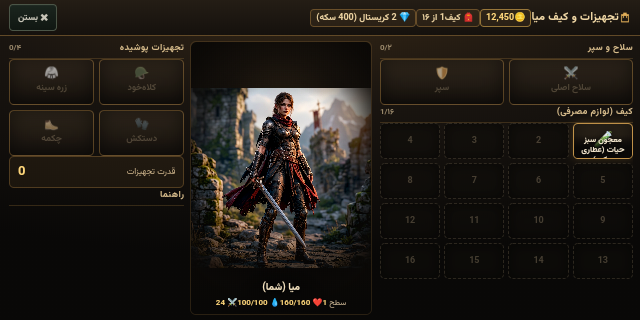 تجهیزات و کیف میا
12,450
کیف1 از ۱۶
2 کریستال (400 سکه)
✖ بستن
سلاح و سپر
۰/۲
سلاح اصلی
سپر
کیف (لوازم مصرفی)
1/۱۶
معجون سبز
حیات (عطاری
2
3
4
5
6
7
8
9
10
11
12
13
14
15
16
میا (شما)
سطح 1 ❤️ 160/160 💧 100/100 ⚔️ 24
تجهیزات پوشیده
۰/۴
کلاه‌خود
زره سینه
دستکش
چکمه
قدرت تجهیزات
0
راهنما